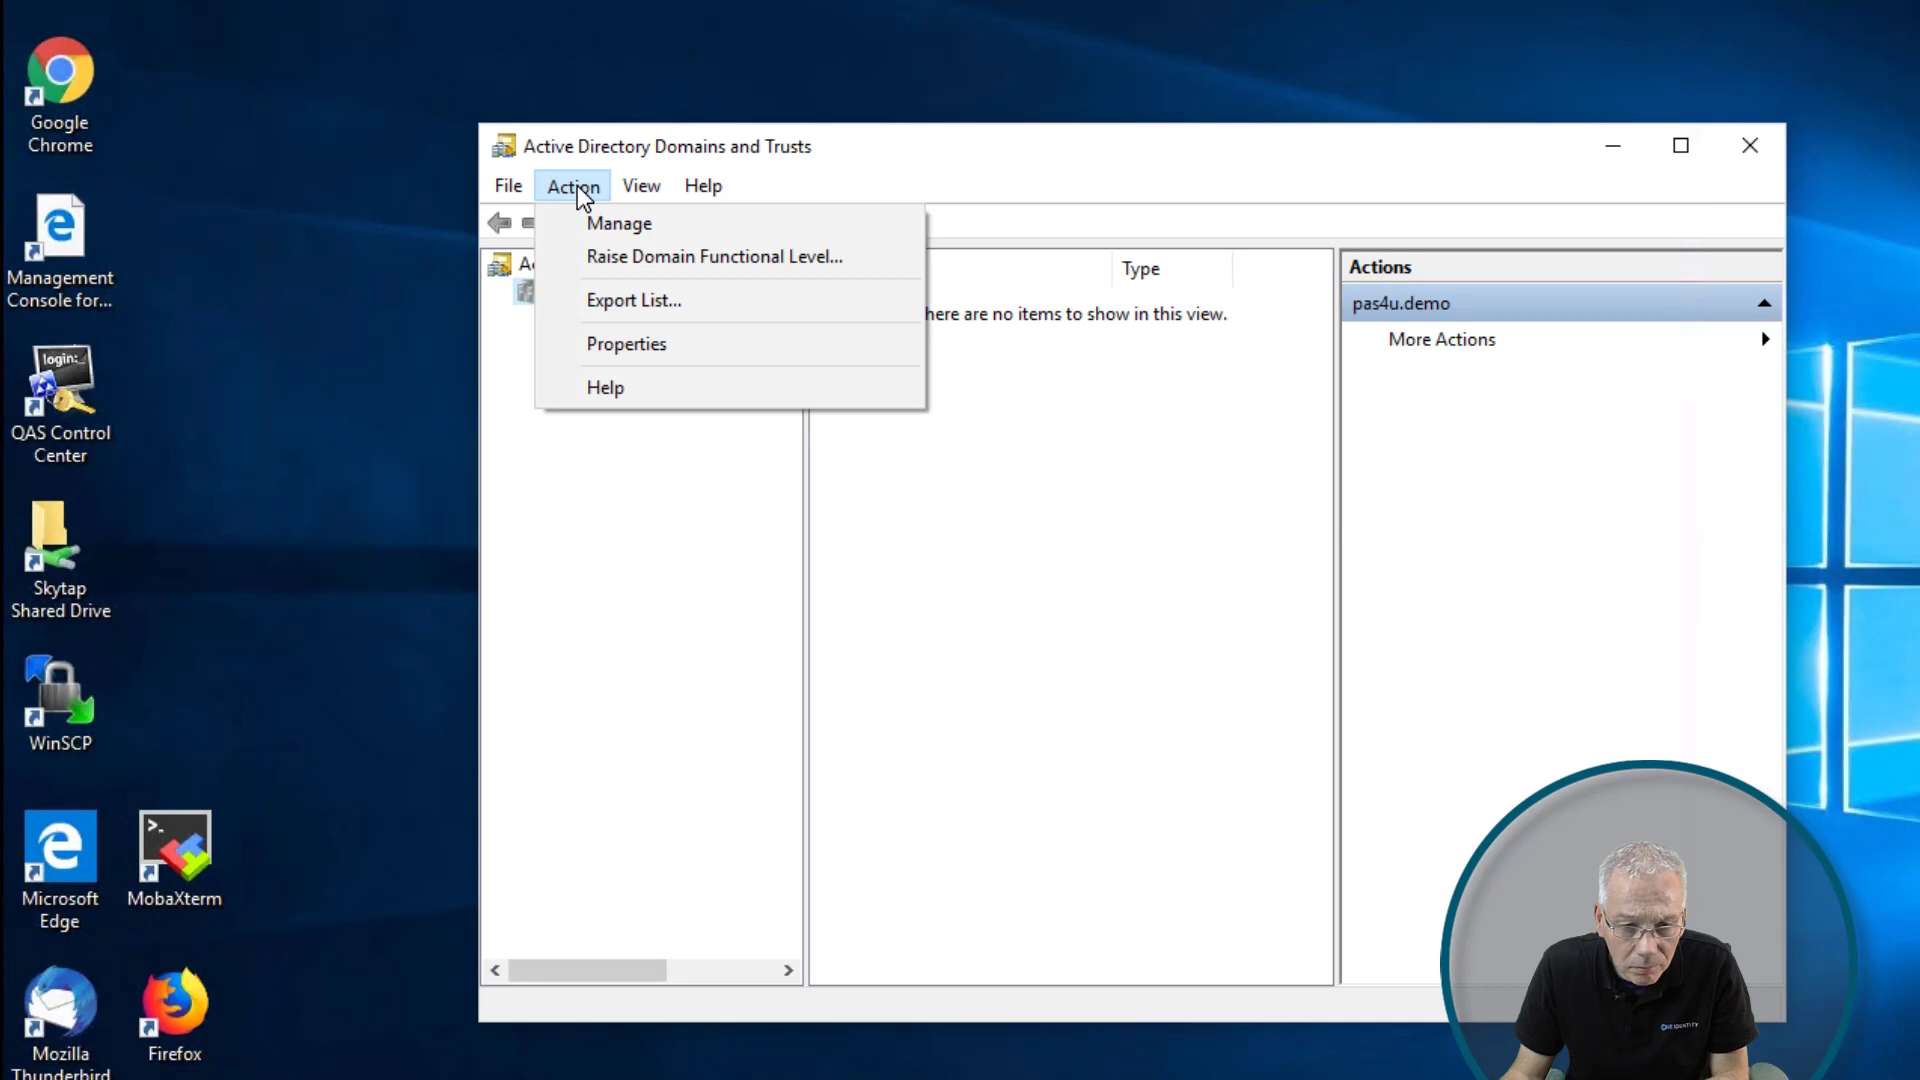 Google
Chrome
Management
Console for...
login:
QAS Control
Center
Skytap
Shared Drive
WinSCP
Microsoft
Edge
MobaXterm
Mozilla
Thunderbird
Firefox
Active Directory Domains and Trusts
File Action View Help
Manage
Raise Domain Functional Level...
Export List...
Properties
Help
Type
here are no items to show in this view.
Actions
pas4u.demo
More Actions
ONE IDENTITY